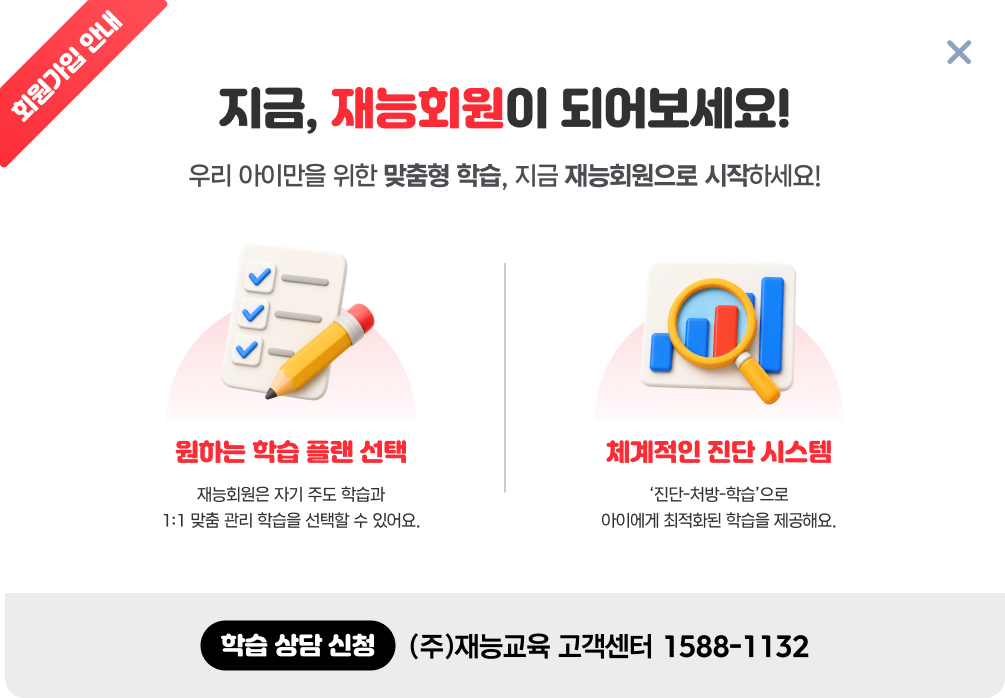 회원가입 안내
지금, 재능회원이 되어보세요!
우리 아이만을 위한 맞춤형 학습, 지금 재능회원으로 시작하세요!
원하는 학습 플랜 선택
재능회원은 자기 주도 학습과
1:1 맞춤 관리 학습을 선택할 수 있어요.
체계적인 진단 시스템
‘진단-처방-학습’으로
아이에게 최적화된 학습을 제공해요.
학습 상담 신청 (주)재능교육 고객센터 1588-1132